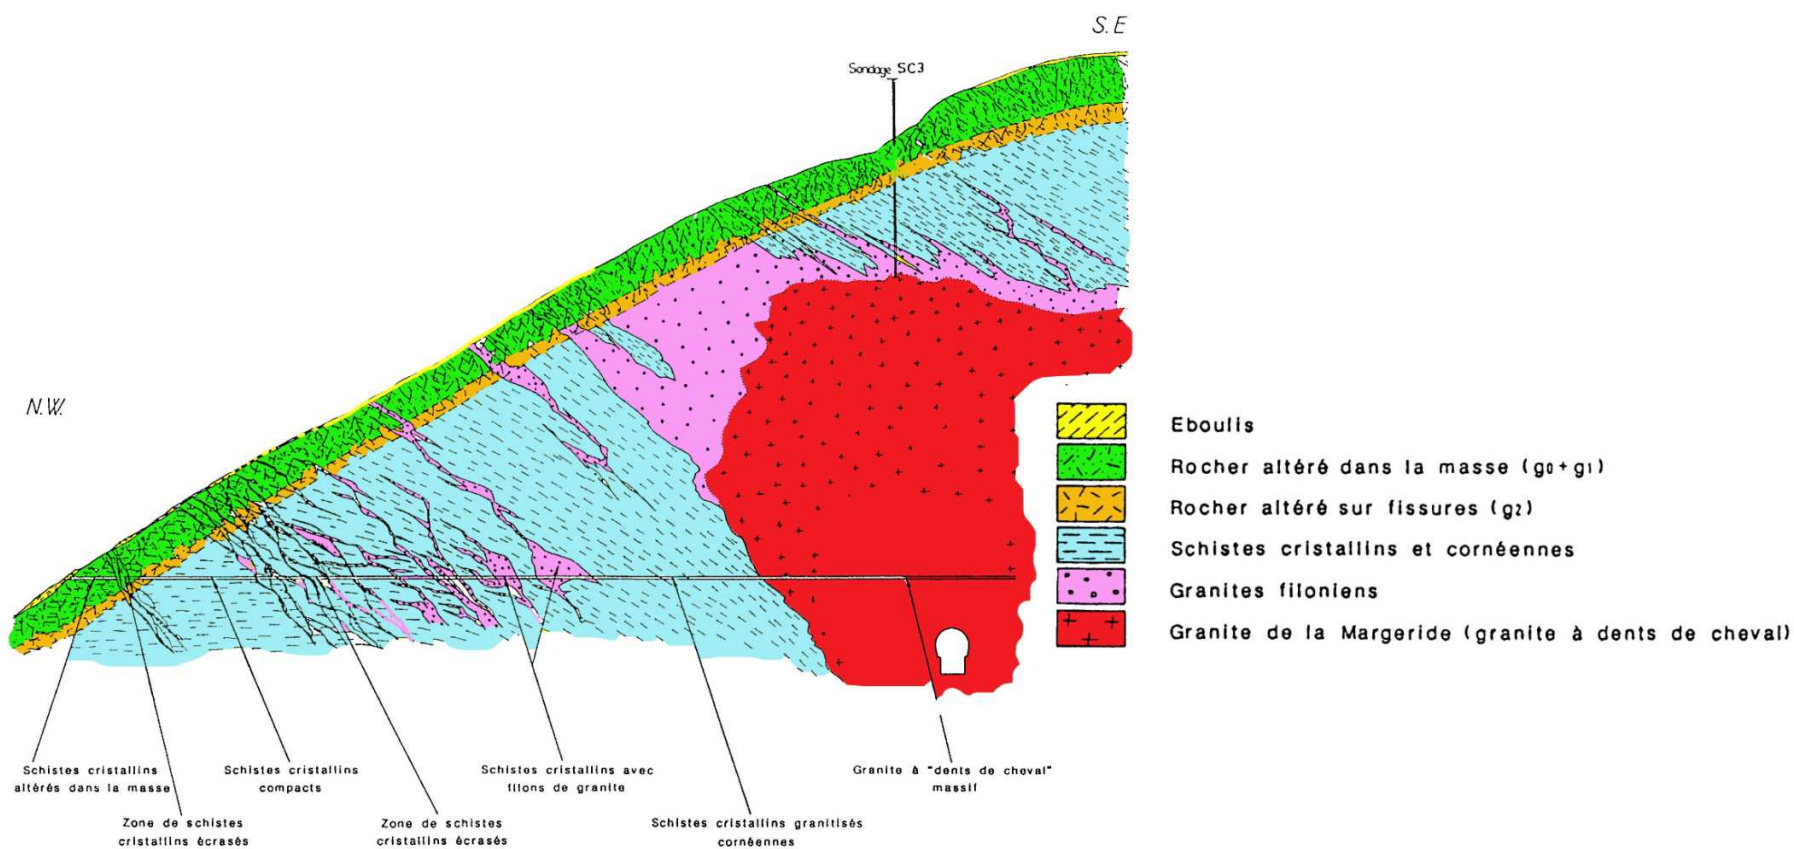 S.E
Sondage SC3
N.W.
Eboulis
Rocher altéré dans la masse (g0+g1)
Rocher altéré sur fissures (g2)
Schistes cristallins et cornéennes
Granites filoniens
Granite de la Margeride (granite à dents de cheval)
Schistes cristallins
altérés dans la masse
Schistes cristallins
compacts
Schistes cristallins avec
filons de granite
Granite à "dents de cheval"
massif
Zone de schistes
cristallins écrasés
Zone de schistes
cristallins écrasés
Schistes cristallins granitisés
cornéennes